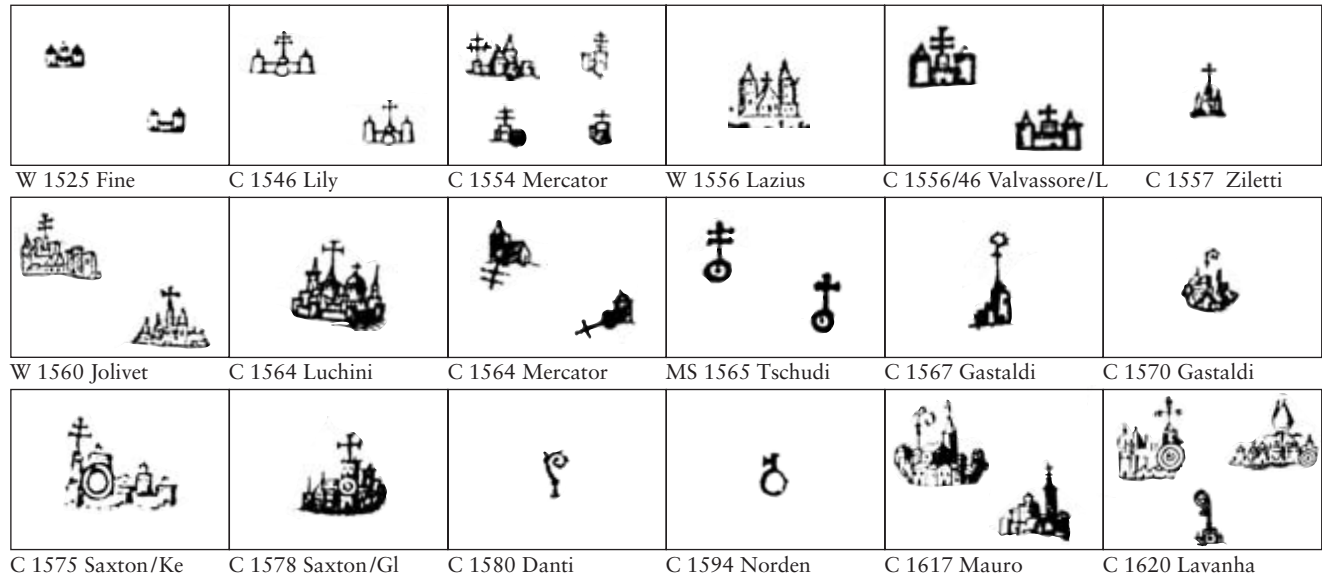 W 1525 Fine C 1546 Lily C 1554 Mercator W 1556 Lazius C 1556/46 Valvassore/L C 1557 Ziletti
W 1560 Jolivet C 1564 Luchini C 1564 Mercator MS 1565 Tschudi C 1567 Gastaldi C 1570 Gastaldi
C 1575 Saxton/Ke C 1578 Saxton/Gl C 1580 Danti C 1594 Norden C 1617 Mauro C 1620 Lavanha